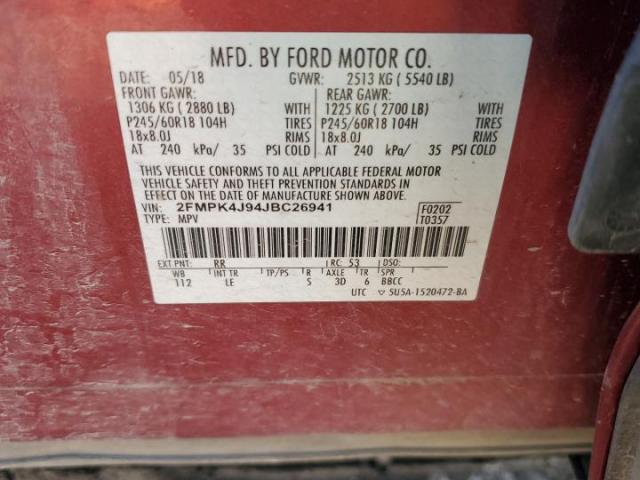 MFD. BY FORD MOTOR CO.
DATE: 05/18 GVWR: 2513 KG ( 5540 LB)
FRONT GAWR: REAR GAWR:
1306 KG ( 2880 LB) WITH 1225 KG ( 2700 LB) WITH
P245/60R18 104H TIRES P245/60R18 104H TIRES
18x8.0J RIMS 18x8.0J RIMS
AT 240 kPa/ 35 PSI COLD AT 240 kPa/ 35 PSI COLD
THIS VEHICLE CONFORMS TO ALL APPLICABLE FEDERAL MOTOR
VEHICLE SAFETY AND THEFT PREVENTION STANDARDS IN
EFFECT ON THE DATE OF MANUFACTURE SHOWN ABOVE.
VIN: 2FMPK4J94JBC26941 F0202
TYPE: MPV T0357
EXT PNT: RR RC: 53 DSO:
WB INT TR TP/PS R AXLE TR SPR
112 LE S 3D 6 BBCC
UTC 5U5A-1520472-BA